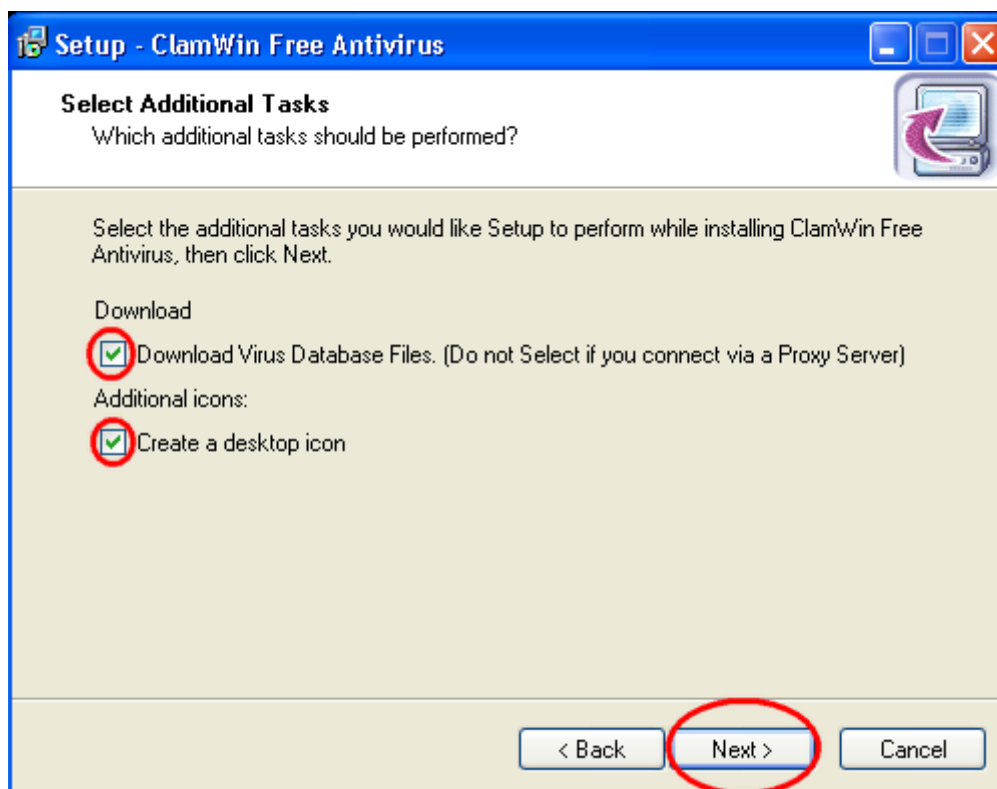 Setup - ClamWin Free Antivirus
Select Additional Tasks
Which additional tasks should be performed?
Select the additional tasks you would like Setup to perform while installing ClamWin Free
Antivirus, then click Next.
Download
Download Virus Database Files. (Do not Select if you connect via a Proxy Server)
Additional icons:
Create a desktop icon
< Back
Next >
Cancel